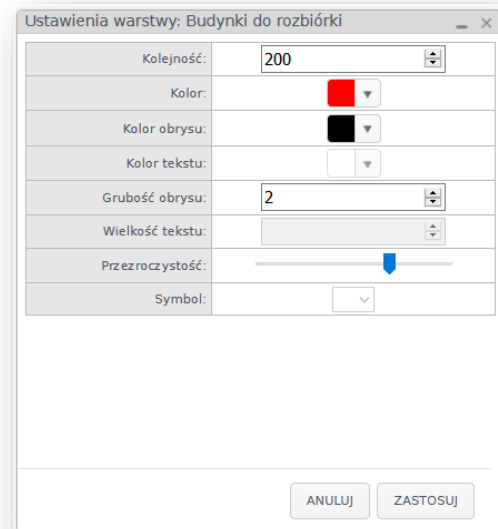 Ustawienia warstwy: Budynki do rozbiórki
Kolejność: 200
Kolor:
Kolor obrysu:
Kolor tekstu:
Grubość obrysu: 2
Wielkość tekstu:
Przezroczystość:
Symbol:
ANULUJ ZASTOSUJ